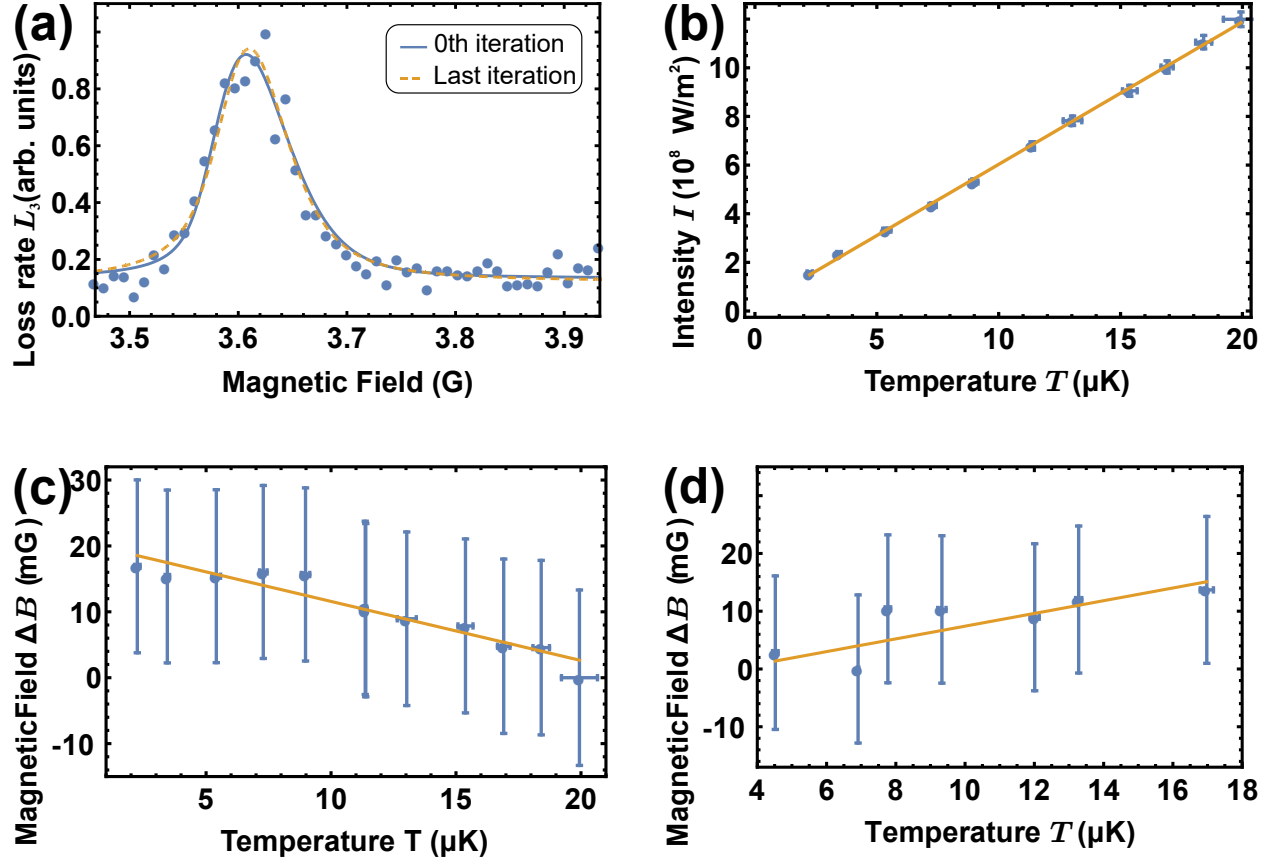 (a)
0th iteration
Last iteration
Loss rate L₃(arb. units)
0.8
0.6
0.4
0.2
0.0
3.5 3.6 3.7 3.8 3.9
Magnetic Field (G)
(b)
Intensity I (10⁸ W/m²)
10
8
6
4
2
0
0 5 10 15 20
Temperature T (μK)
(c)
MagneticField ΔB (mG)
30
20
10
0
-10
5 10 15 20
Temperature T (μK)
(d)
MagneticField ΔB (mG)
30
20
10
0
-10
4 6 8 10 12 14 16 18
Temperature T (μK)